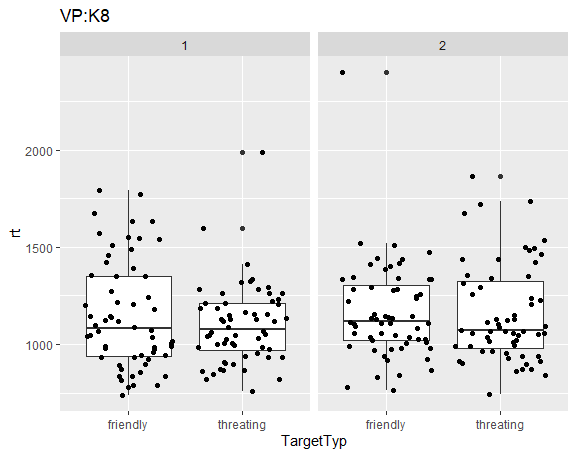 VP:K8
1
2
rt
2000
1500
1000
friendly
threating
friendly
threating
TargetTyp